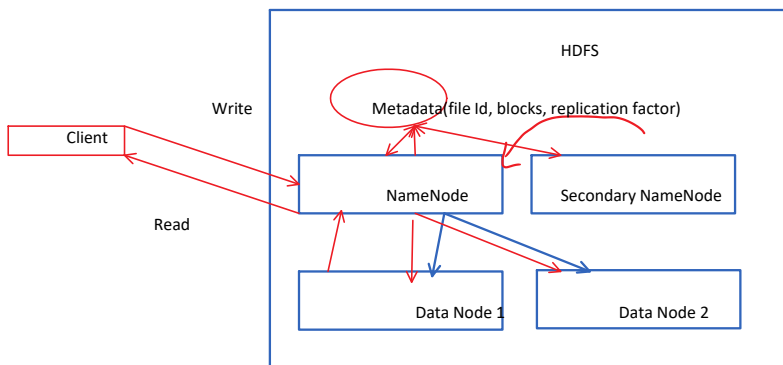 HDFS
Write
Metadata(file Id, blocks, replication factor)
Client
NameNode
Secondary NameNode
Read
Data Node 1
Data Node 2